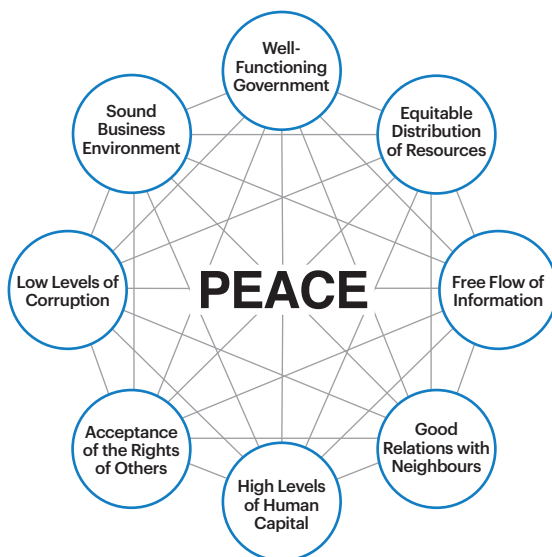 Well-
Functioning
Government
Sound
Business
Environment
Equitable
Distribution
of Resources
Low Levels of
Corruption
PEACE
Free Flow of
Information
Acceptance
of the Rights
of Others
Good
Relations with
Neighbours
High Levels
of Human
Capital